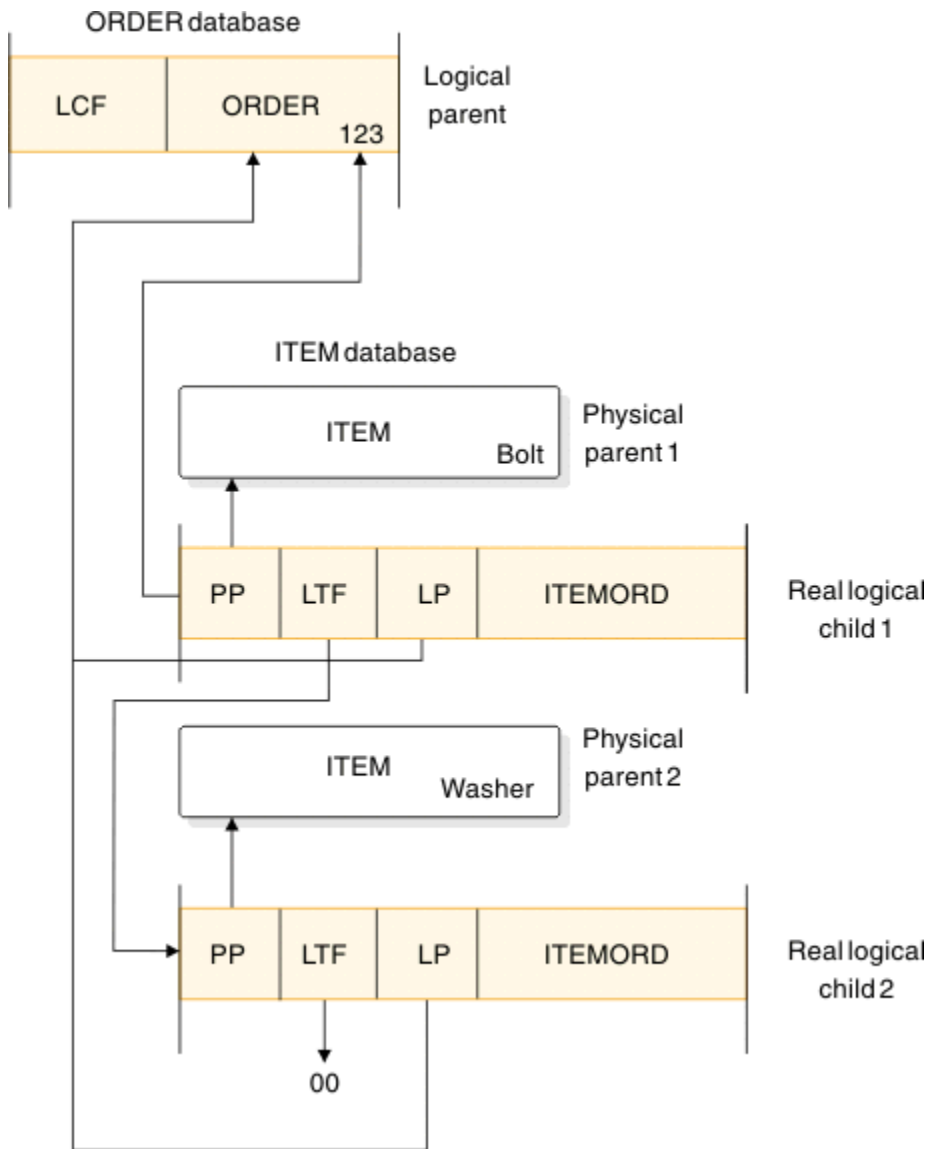 ORDER database
LCF
ORDER
123
Logical
parent
ITEM database
ITEM
Bolt
Physical
parent 1
PP
LTF
LP
ITEMORD
Real logical
child 1
ITEM
Washer
Physical
parent 2
PP
LTF
LP
ITEMORD
Real logical
child 2
00